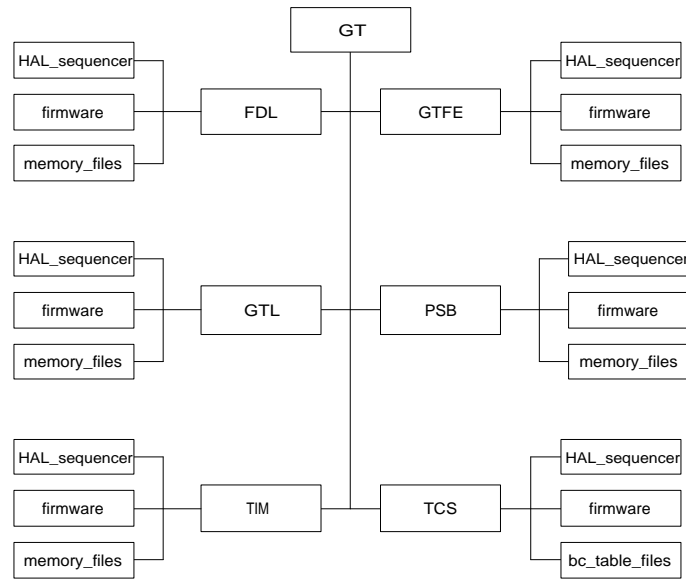 GT
HAL_sequencer
firmware
memory_files
FDL
GTFE
HAL_sequencer
firmware
memory_files
HAL_sequencer
firmware
memory_files
GTL
PSB
HAL_sequencer
firmware
memory_files
HAL_sequencer
firmware
memory_files
TIM
TCS
HAL_sequencer
firmware
bc_table_files